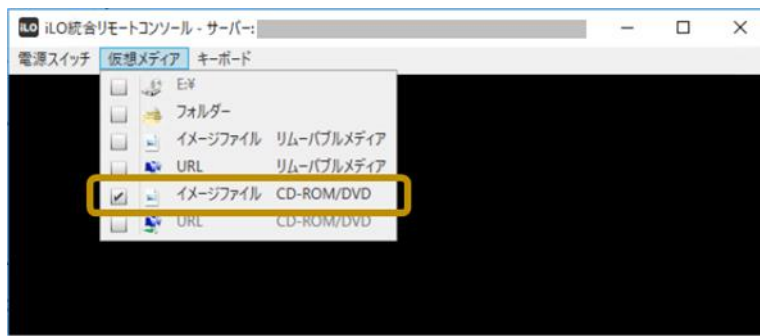 iLO iLO統合リモートコンソール - サーバー:
電源スイッチ 仮想メディア キーボード
E:¥
フォルダー
イメージファイル リムーバブルメディア
URL リムーバブルメディア
イメージファイル CD-ROM/DVD
URL CD-ROM/DVD